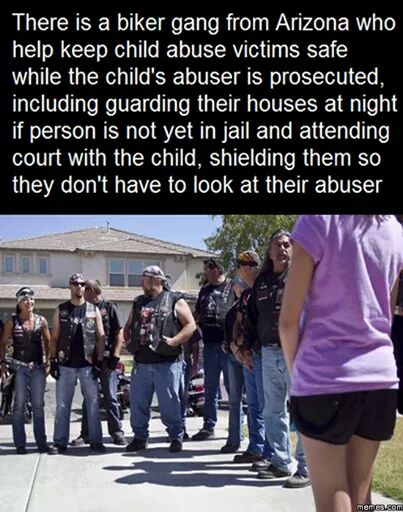 There is a biker gang from Arizona who
help keep child abuse victims safe
while the child's abuser is prosecuted,
including guarding their houses at night
if person is not yet in jail and attending
court with the child, shielding them so
they don't have to look at their abuser
memes.com